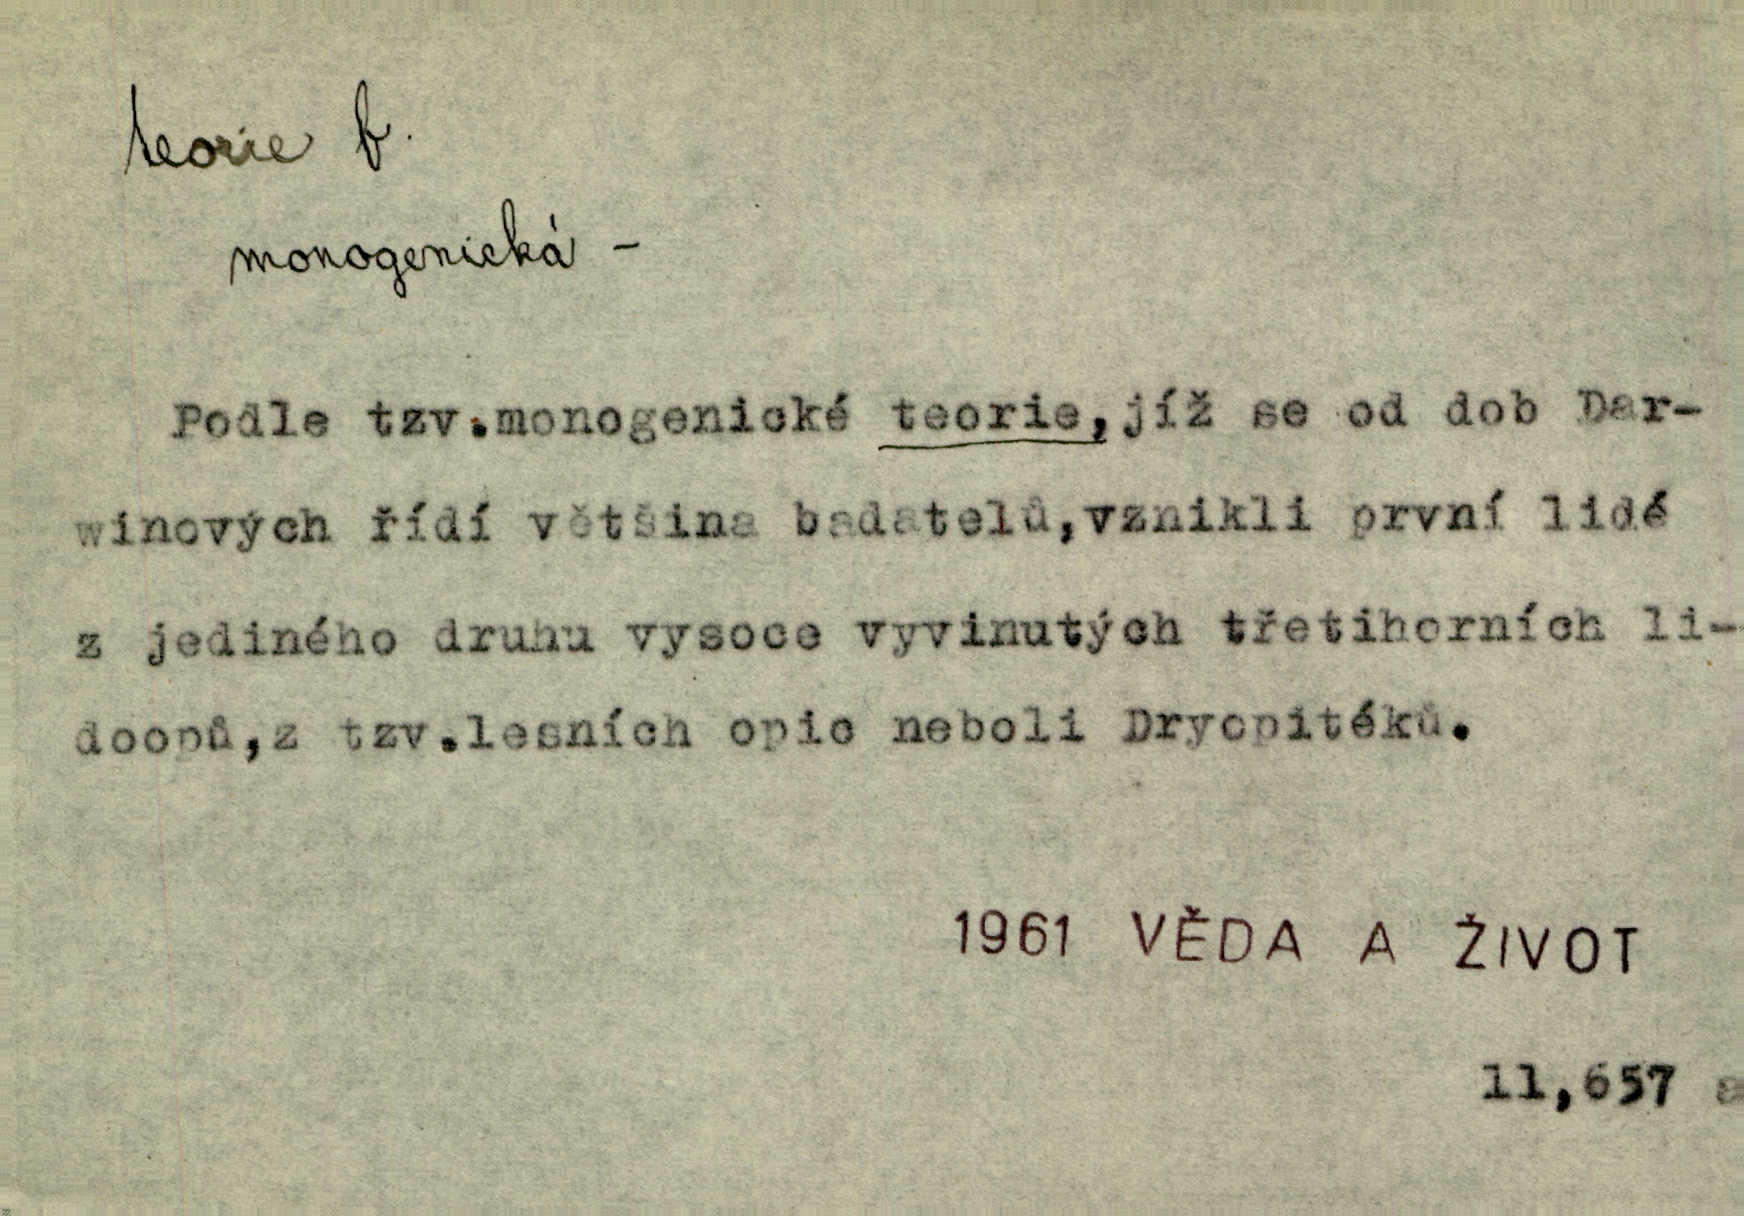 teorie b.
monogenická -
Podle tzv.monogenické teorie,jíž se od dob Dar-
winových řídí většina badatelů,vznikli první lidé
z jediného druhu vysoce vyvinutých třetihorních li-
doopů,z tzv.lesních opic neboli Dryopitéků.
1961 VĚDA A ŽIVOT
11,657 a